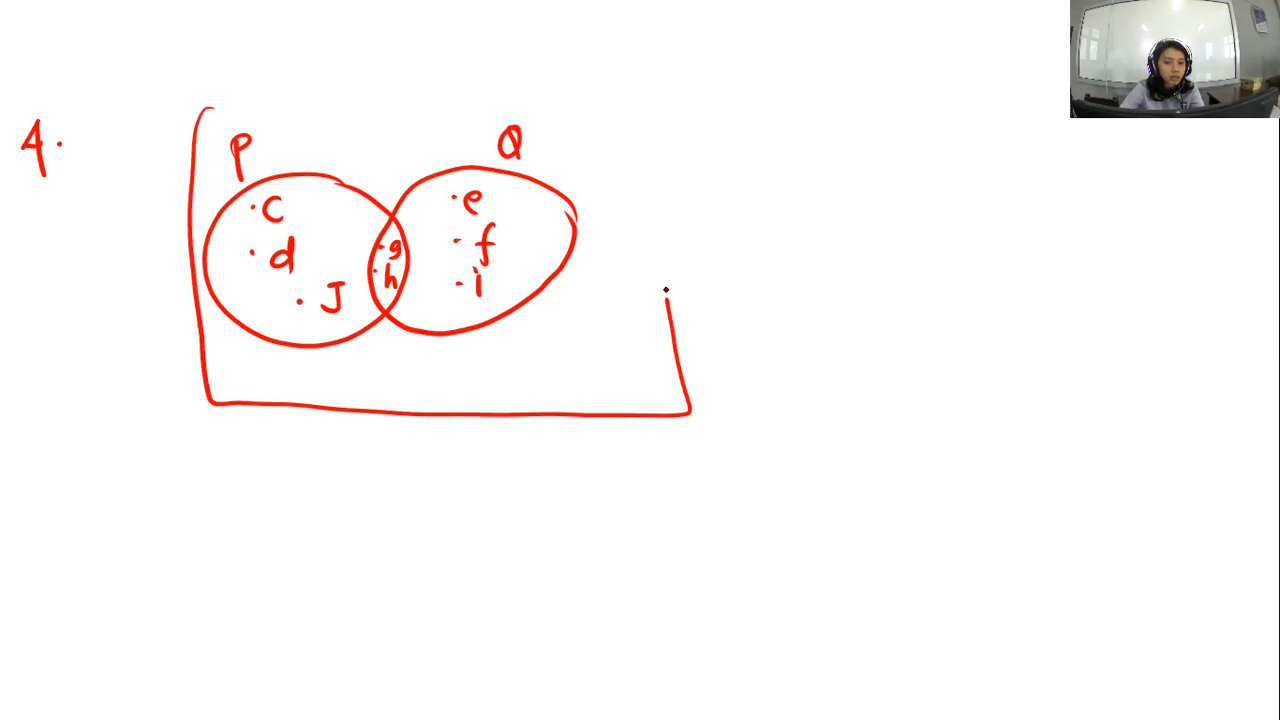 4.
P
Q
. c
. d
. J
. g
. h
. e
. f
. i